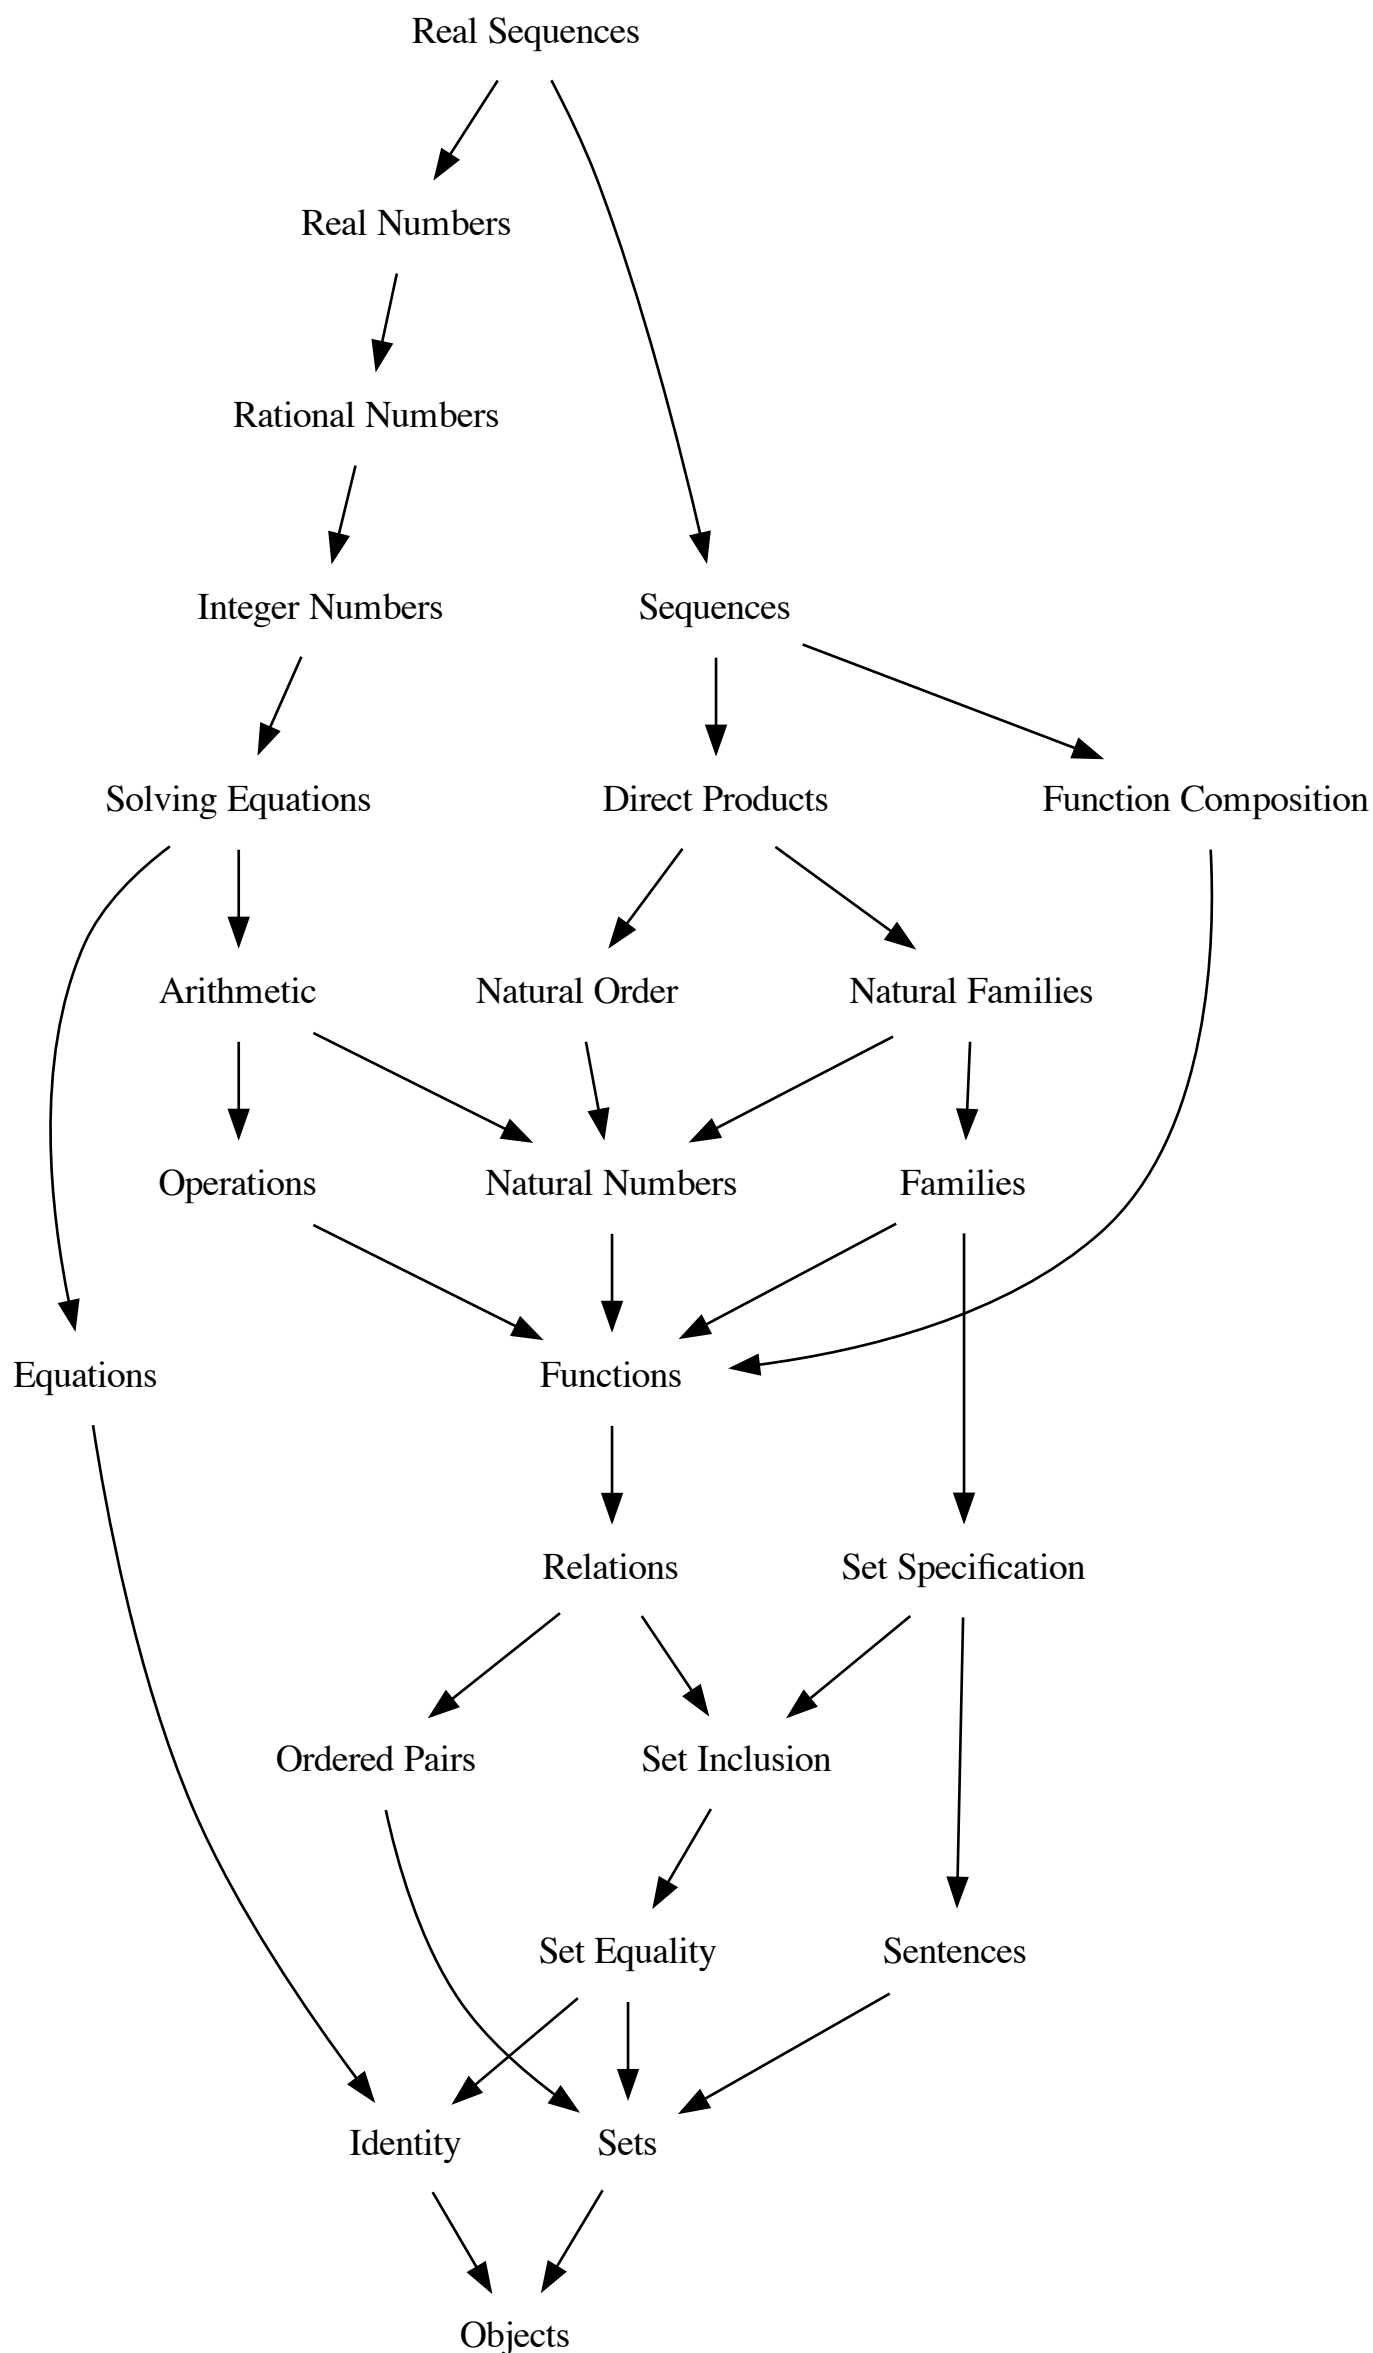 Real Sequences
Real Numbers
Rational Numbers
Integer Numbers
Sequences
Solving Equations
Direct Products
Function Composition
Arithmetic
Natural Order
Natural Families
Operations
Natural Numbers
Families
Equations
Functions
Relations
Set Specification
Ordered Pairs
Set Inclusion
Set Equality
Sentences
Identity
Sets
Objects